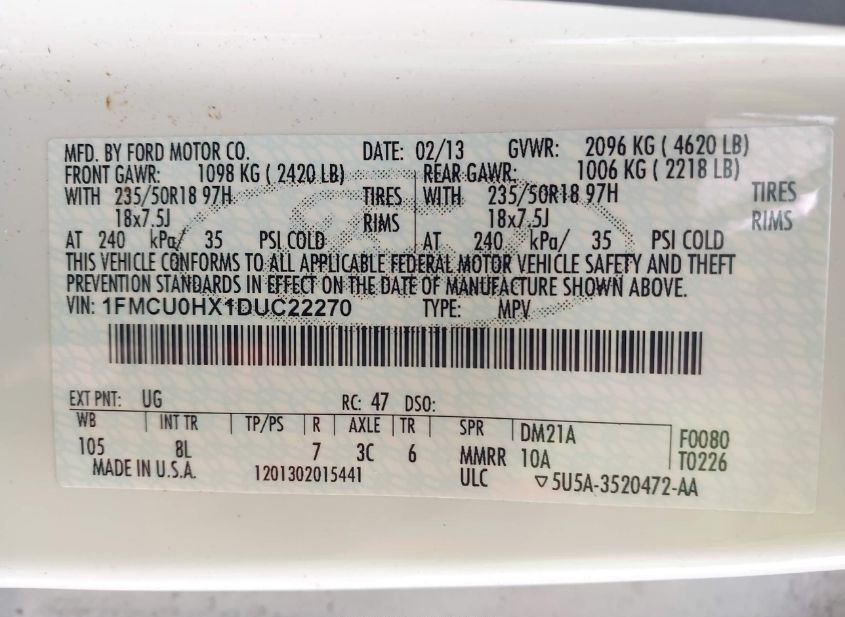 MFD. BY FORD MOTOR CO. DATE: 02/13 GVWR: 2096 KG ( 4620 LB)
FRONT GAWR: 1098 KG ( 2420 LB) REAR GAWR: 1006 KG ( 2218 LB)
WITH 235/50R18 97H TIRES WITH 235/50R18 97H TIRES
18x7.5J RIMS 18x7.5J RIMS
AT 240 kPa/ 35 PSI COLD AT 240 kPa/ 35 PSI COLD
THIS VEHICLE CONFORMS TO ALL APPLICABLE FEDERAL MOTOR VEHICLE SAFETY AND THEFT
PREVENTION STANDARDS IN EFFECT ON THE DATE OF MANUFACTURE SHOWN ABOVE.
VIN: 1FMCU0HX1DUC22270 TYPE: MPV
EXT PNT: UG RC: 47 DSO:
WB INT TR TP/PS R AXLE TR SPR DM21A F0080
105 8L 7 3C 6 MMRR 10A T0226
MADE IN U.S.A. 1201302015441 ULC ▽5U5A-3520472-AA